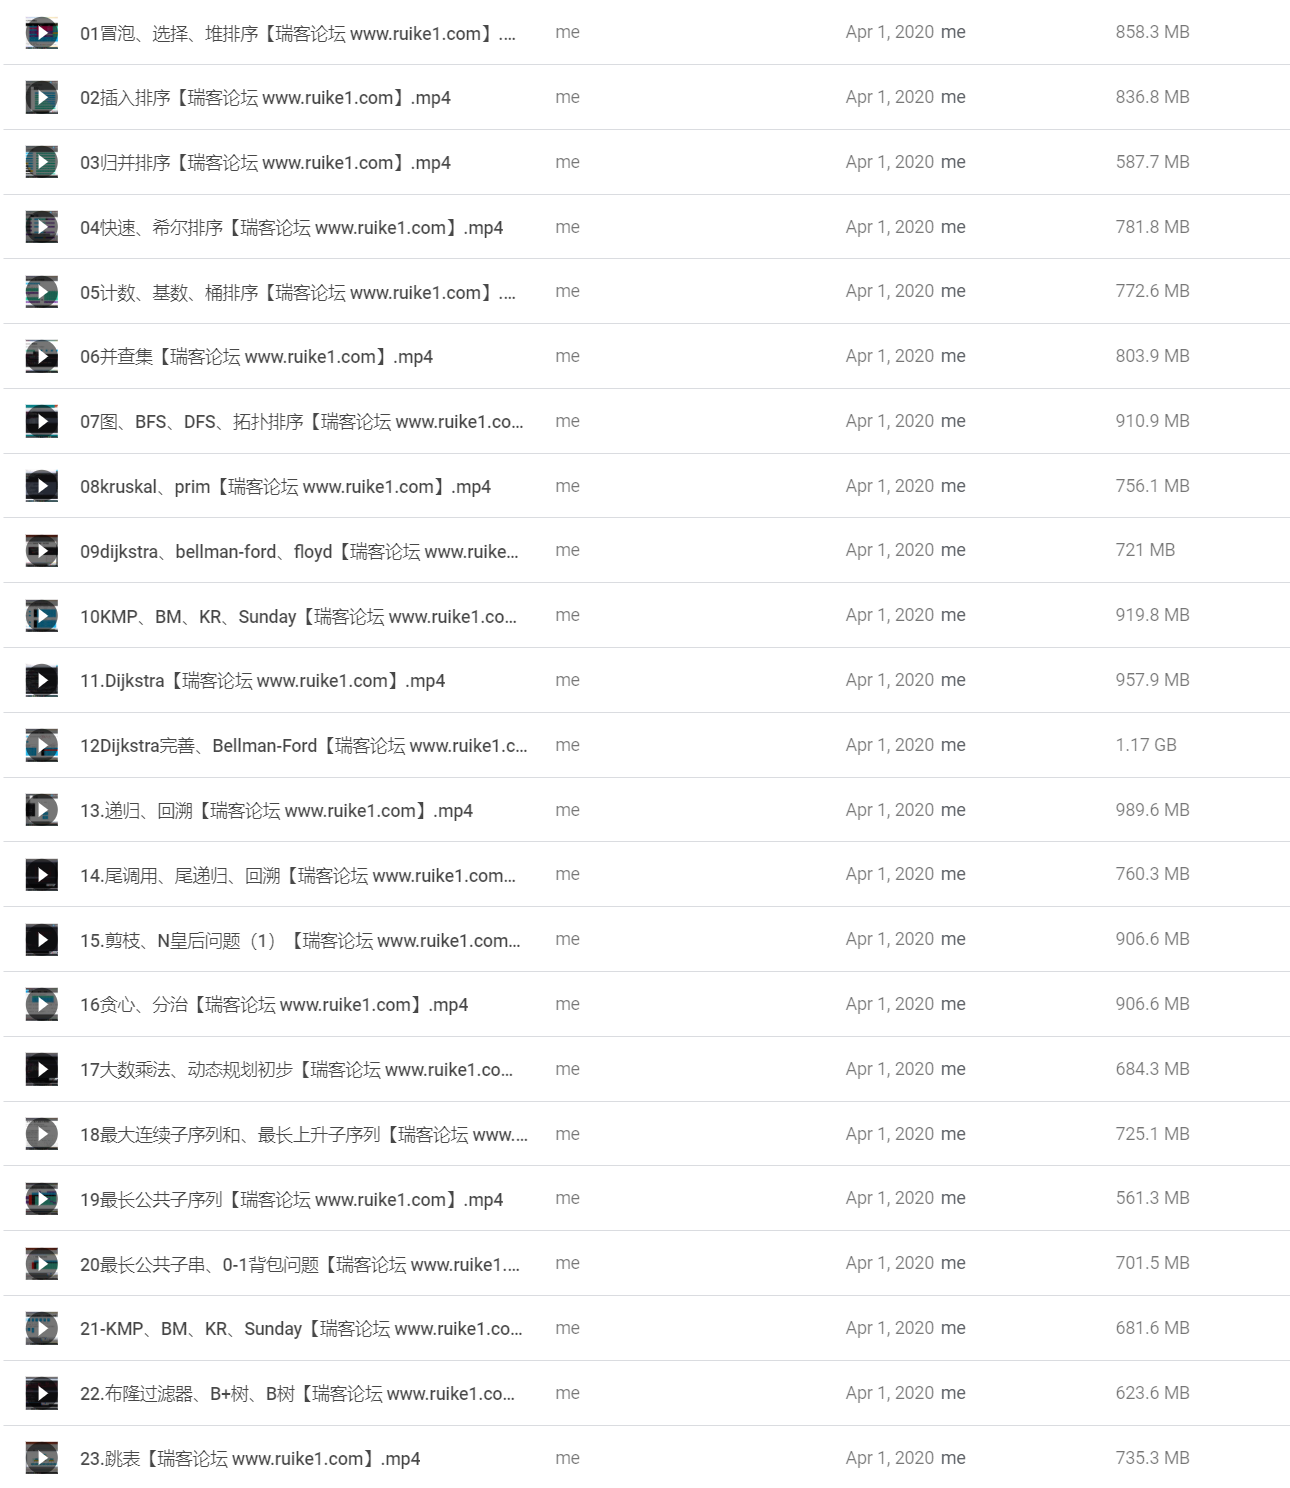 01冒泡、选择、堆排序【瑞客论坛 www.ruike1.com】.... me Apr 1, 2020 me 858.3 MB
02插入排序【瑞客论坛 www.ruike1.com】.mp4 me Apr 1, 2020 me 836.8 MB
03归并排序【瑞客论坛 www.ruike1.com】.mp4 me Apr 1, 2020 me 587.7 MB
04快速、希尔排序【瑞客论坛 www.ruike1.com】.mp4 me Apr 1, 2020 me 781.8 MB
05计数、基数、桶排序【瑞客论坛 www.ruike1.com】.... me Apr 1, 2020 me 772.6 MB
06并查集【瑞客论坛 www.ruike1.com】.mp4 me Apr 1, 2020 me 803.9 MB
07图、BFS、DFS、拓扑排序【瑞客论坛 www.ruike1.co... me Apr 1, 2020 me 910.9 MB
08kruskal、prim【瑞客论坛 www.ruike1.com】.mp4 me Apr 1, 2020 me 756.1 MB
09dijkstra、bellman-ford、floyd【瑞客论坛 www.ruike... me Apr 1, 2020 me 721 MB
10KMP、BM、KR、Sunday【瑞客论坛 www.ruike1.co... me Apr 1, 2020 me 919.8 MB
11.Dijkstra【瑞客论坛 www.ruike1.com】.mp4 me Apr 1, 2020 me 957.9 MB
12Dijkstra完善、Bellman-Ford【瑞客论坛 www.ruike1.c... me Apr 1, 2020 me 1.17 GB
13.递归、回溯【瑞客论坛 www.ruike1.com】.mp4 me Apr 1, 2020 me 989.6 MB
14.尾调用、尾递归、回溯【瑞客论坛 www.ruike1.com... me Apr 1, 2020 me 760.3 MB
15.剪枝、N皇后问题（1）【瑞客论坛 www.ruike1.com... me Apr 1, 2020 me 906.6 MB
16贪心、分治【瑞客论坛 www.ruike1.com】.mp4 me Apr 1, 2020 me 906.6 MB
17大数乘法、动态规划初步【瑞客论坛 www.ruike1.co... me Apr 1, 2020 me 684.3 MB
18最大连续子序列和、最长上升子序列【瑞客论坛 www.... me Apr 1, 2020 me 725.1 MB
19最长公共子序列【瑞客论坛 www.ruike1.com】.mp4 me Apr 1, 2020 me 561.3 MB
20最长公共子串、0-1背包问题【瑞客论坛 www.ruike1.... me Apr 1, 2020 me 701.5 MB
21-KMP、BM、KR、Sunday【瑞客论坛 www.ruike1.co... me Apr 1, 2020 me 681.6 MB
22.布隆过滤器、B+树、B树【瑞客论坛 www.ruike1.co... me Apr 1, 2020 me 623.6 MB
23.跳表【瑞客论坛 www.ruike1.com】.mp4 me Apr 1, 2020 me 735.3 MB